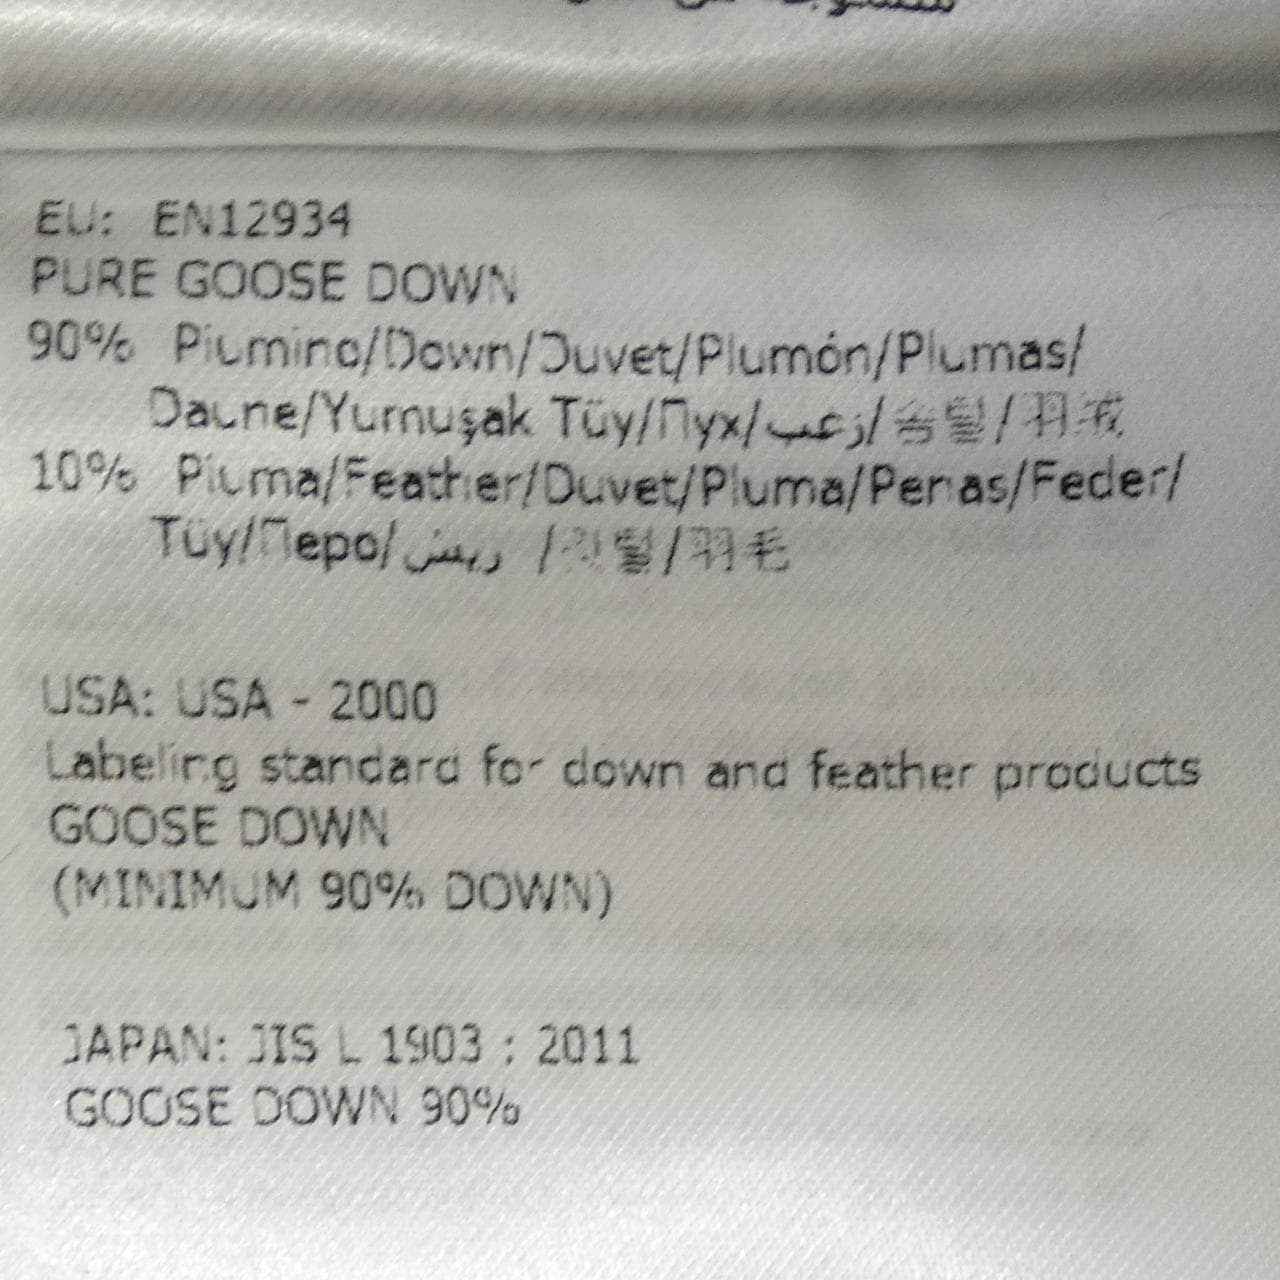 EU: EN12934
PURE GOOSE DOWN
90% Piumino/Down/Duvet/Plumón/Plumas/
Daune/Yumuşak Tüy/Пух/زغب/솜털/羽绒
10% Piuma/Feather/Duvet/Pluma/Penas/Feder/
Tüy/Перо/ريش /깃털/羽毛
USA: USA - 2000
Labeling standard for down and feather products
GOOSE DOWN
(MINIMUM 90% DOWN)
JAPAN: JIS L 1903 : 2011
GOOSE DOWN 90%